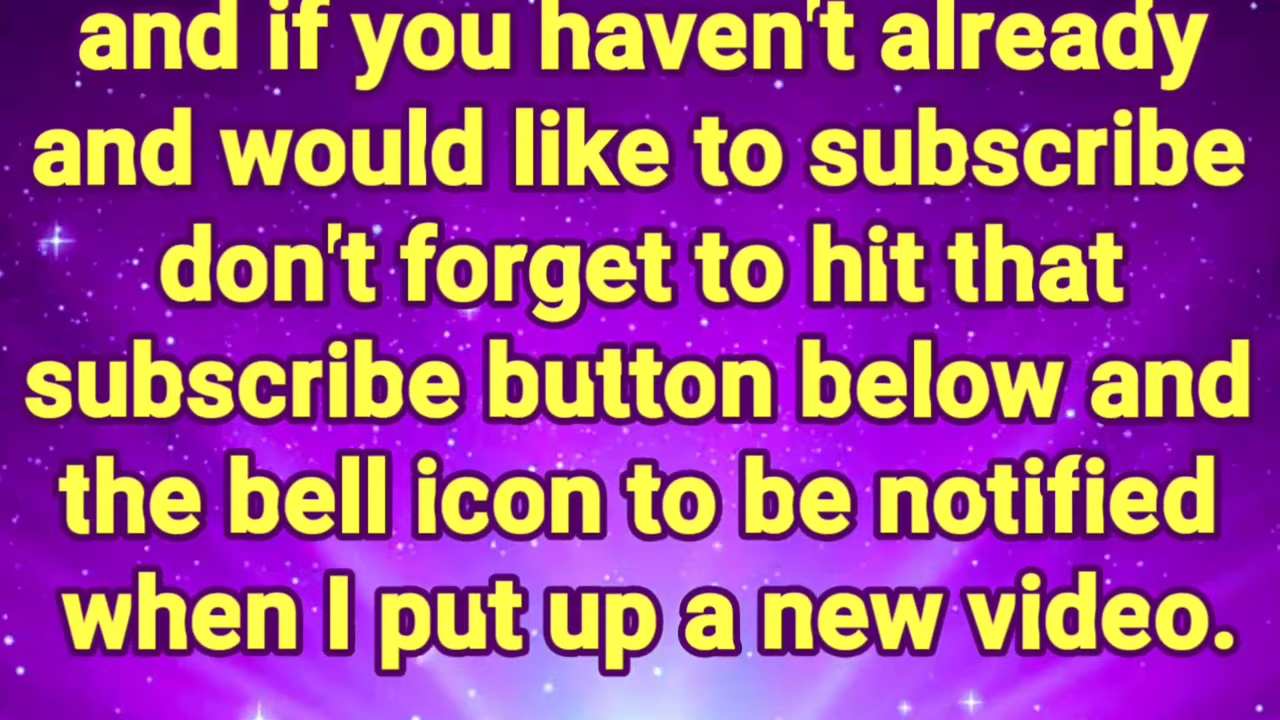 and if you haven't already
and would like to subscribe
don't forget to hit that
subscribe button below and
the bell icon to be notified
when I put up a new video.